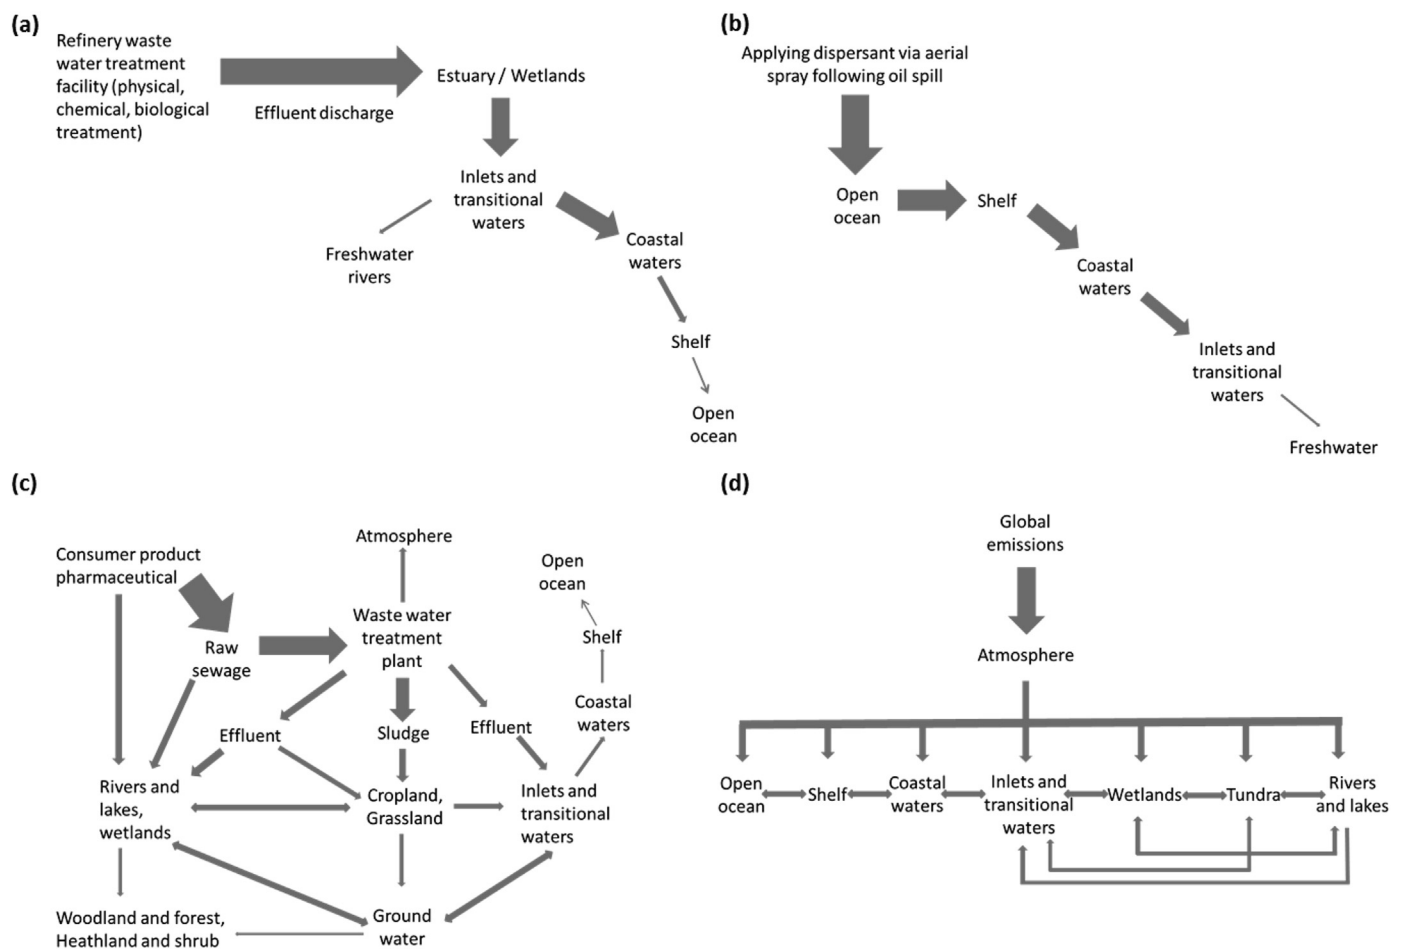 (a)
Refinery waste
water treatment
facility (physical,
chemical, biological
treatment)
Effluent discharge
Estuary / Wetlands
Inlets and
transitional
waters
Freshwater
rivers
Coastal
waters
Shelf
Open
ocean
(b)
Applying dispersant via aerial
spray following oil spill
Open
ocean
Shelf
Coastal
waters
Inlets and
transitional
waters
Freshwater
(c)
Consumer product
pharmaceutical
Raw
sewage
Atmosphere
Waste water
treatment
plant
Effluent
Sludge
Effluent
Rivers and
lakes,
wetlands
Cropland,
Grassland
Inlets and
transitional
waters
Coastal
waters
Shelf
Open
ocean
Woodland and forest,
Heathland and shrub
Ground
water
(d)
Global
emissions
Atmosphere
Open
ocean
Shelf
Coastal
waters
Inlets and
transitional
waters
Wetlands
Tundra
Rivers
and lakes